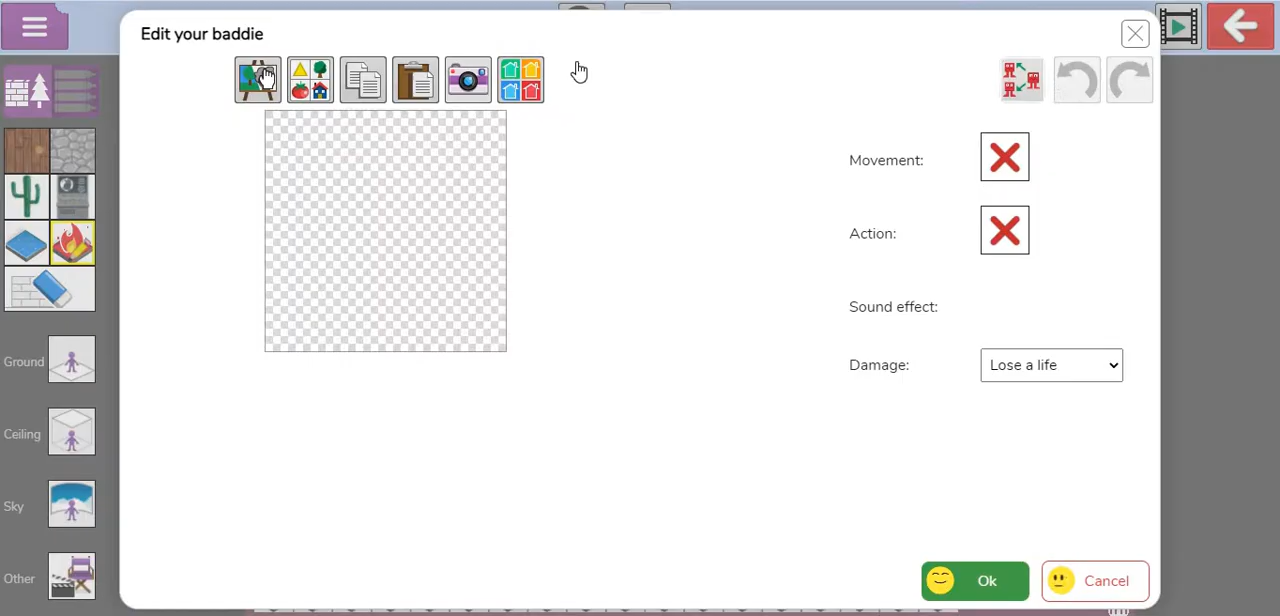 Edit your baddie
Movement:
Action:
Sound effect:
Damage:
Lose a life
Ground
Ceiling
Sky
Other
Ok
Cancel